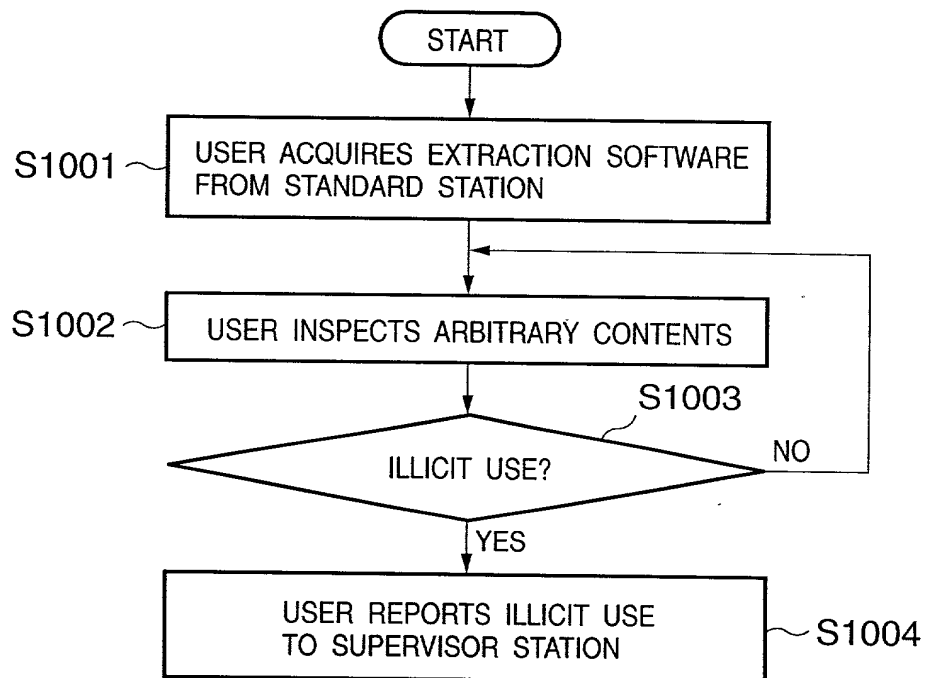 START
S1001
USER ACQUIRES EXTRACTION SOFTWARE
FROM STANDARD STATION
S1002
USER INSPECTS ARBITRARY CONTENTS
S1003
ILLICIT USE?
NO
YES
USER REPORTS ILLICIT USE
TO SUPERVISOR STATION
S1004